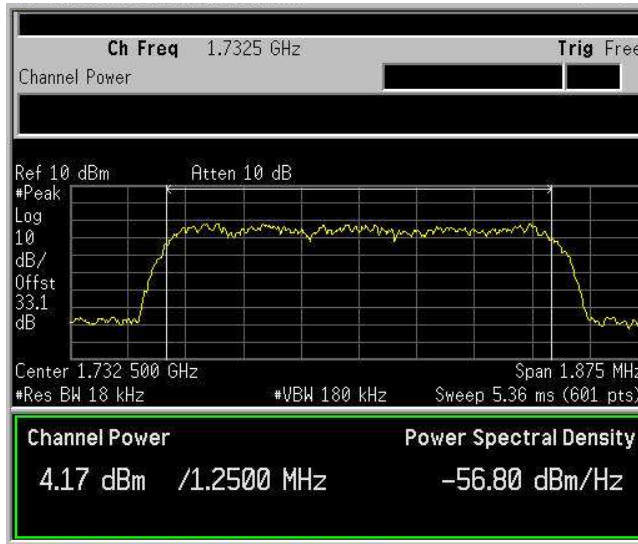 Ch Freq 1.7325 GHz Trig Free
Channel Power
Ref 10 dBm Atten 10 dB
#Peak
Log
10
dB/
Offst
33.1
dB
Center 1.732 500 GHz Span 1.875 MHz
#Res BW 18 kHz #VBW 180 kHz Sweep 5.36 ms (601 pts)
Channel Power Power Spectral Density
4.17 dBm /1.2500 MHz -56.80 dBm/Hz